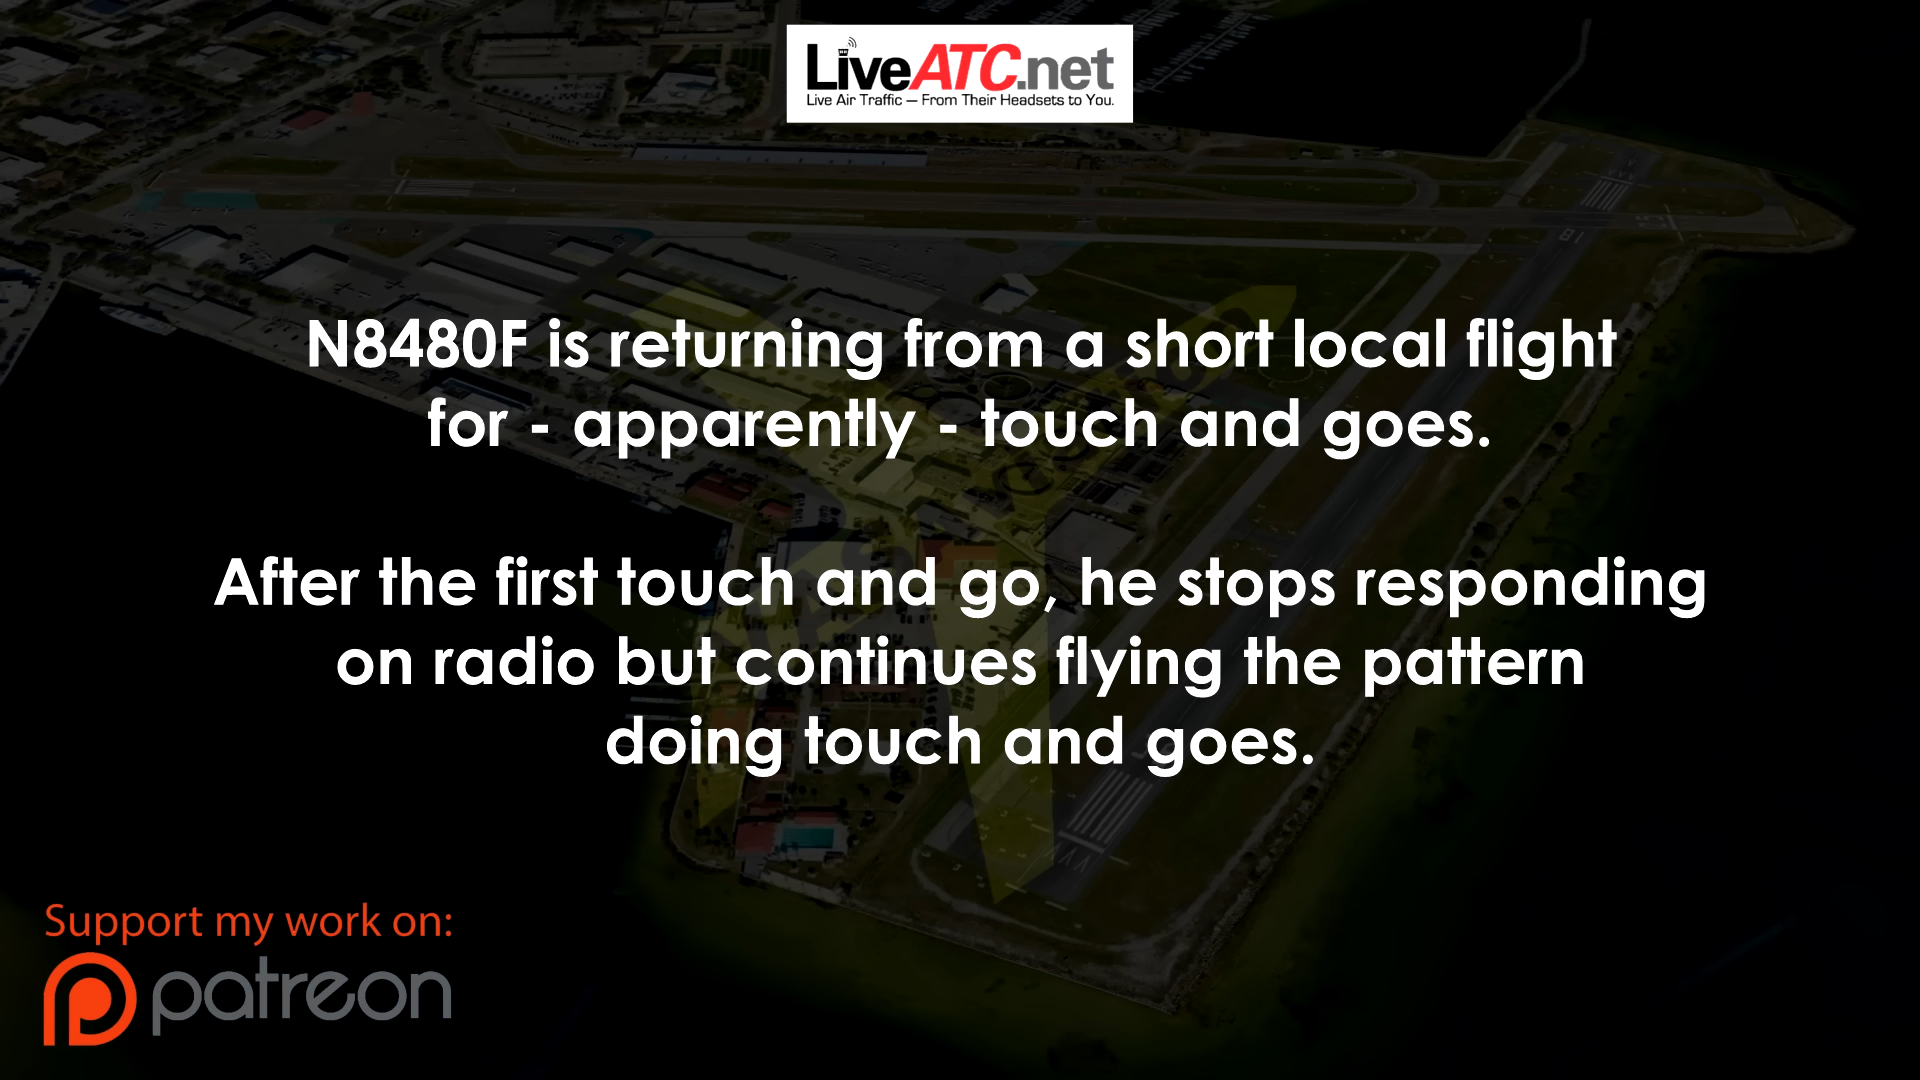 LiveATC.net
Live Air Traffic — From Their Headsets to You.
N8480F is returning from a short local flight
for - apparently - touch and goes.
After the first touch and go, he stops responding
on radio but continues flying the pattern
doing touch and goes.
Support my work on:
patreon